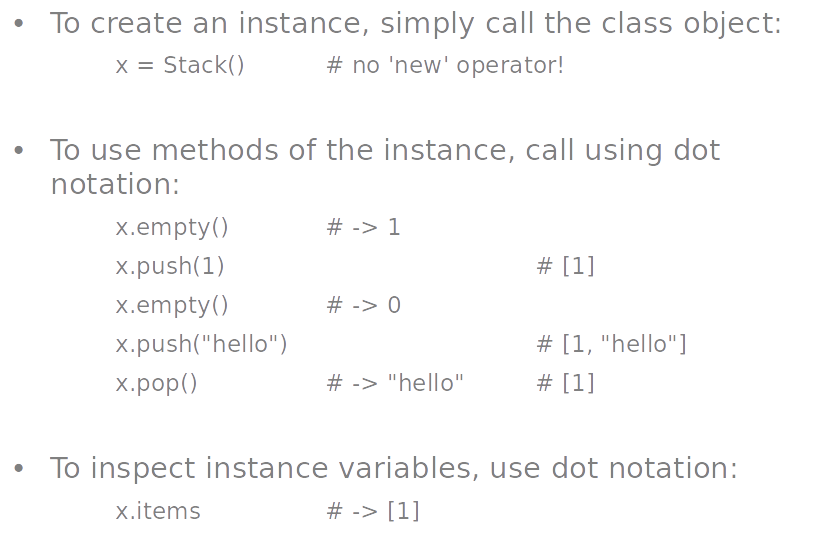 • To create an instance, simply call the class object:
x = Stack() # no 'new' operator!
• To use methods of the instance, call using dot
notation:
x.empty() # -> 1
x.push(1) # [1]
x.empty() # -> 0
x.push("hello") # [1, "hello"]
x.pop() # -> "hello" # [1]
• To inspect instance variables, use dot notation:
x.items # -> [1]